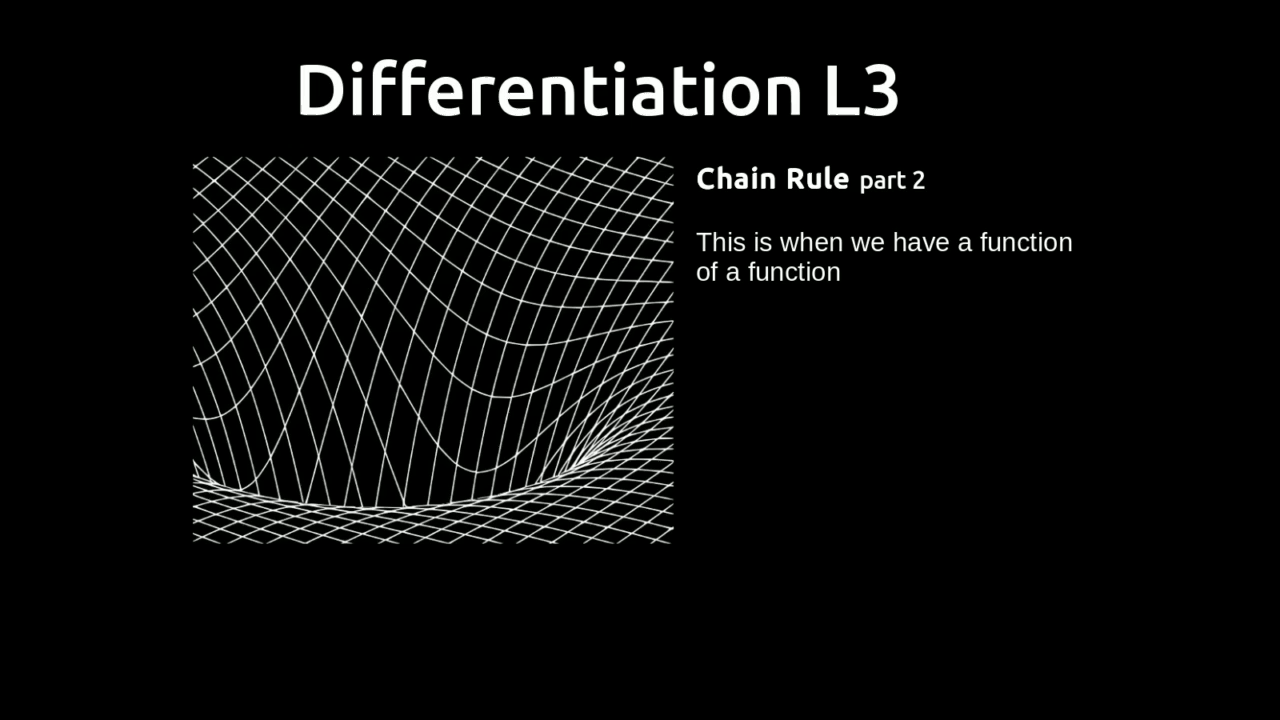 Differentiation L3
Chain Rule part 2
This is when we have a function
of a function